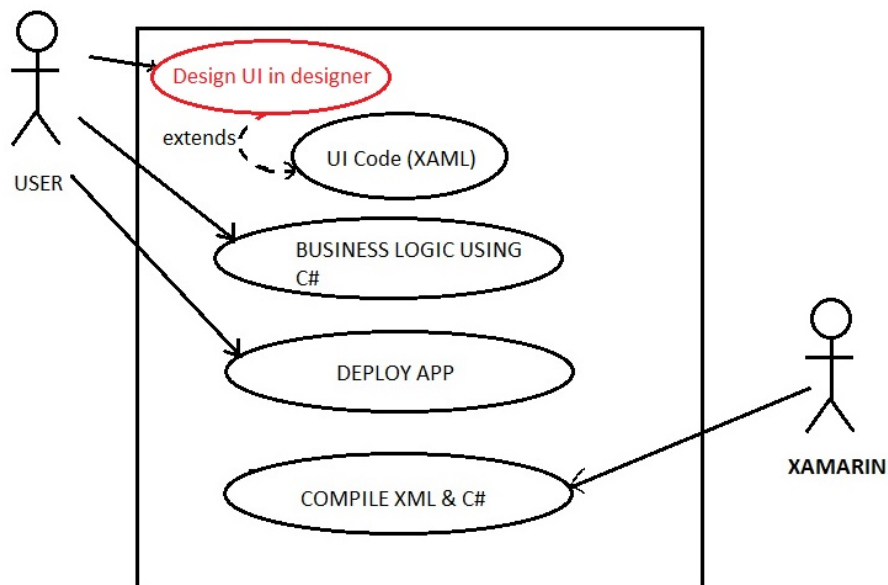 Design UI in designer
extends
UI Code (XAML)
USER
BUSINESS LOGIC USING
C#
DEPLOY APP
XAMARIN
COMPILE XML & C#